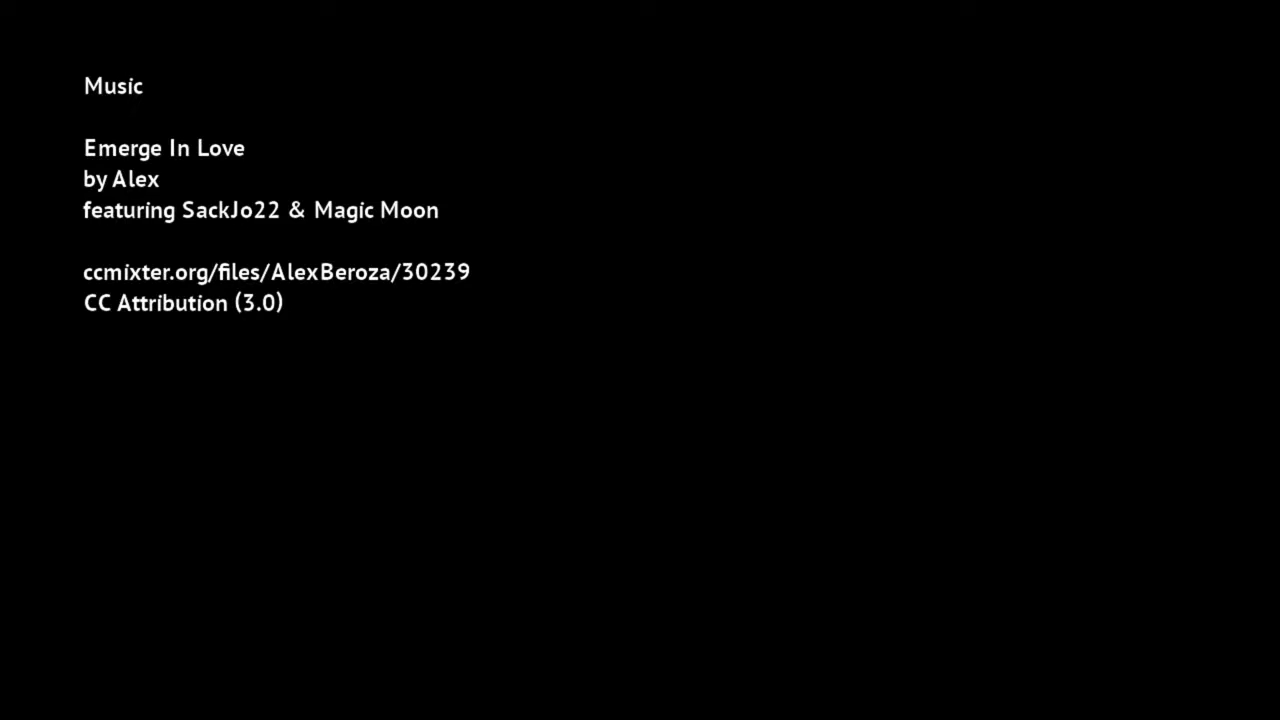 Music
Emerge In Love
by Alex
featuring SackJo22 & Magic Moon
ccmixter.org/files/AlexBeroza/30239
CC Attribution (3.0)